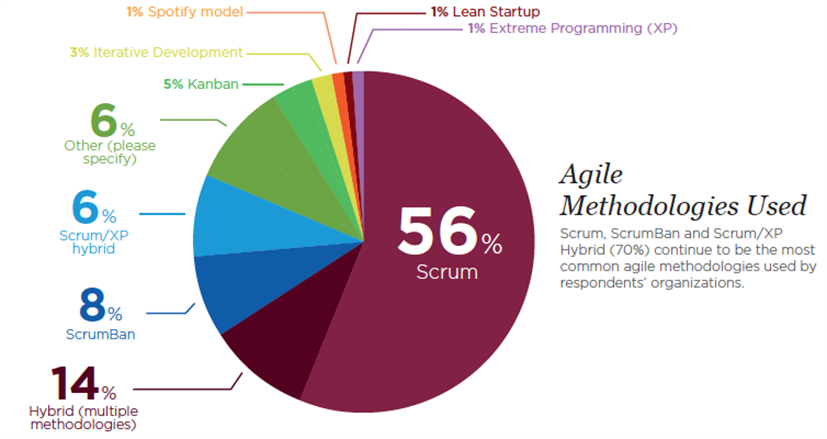 1% Spotify model
1% Lean Startup
1% Extreme Programming (XP)
3% Iterative Development
5% Kanban
6%
Other (please
specify)
6%
Scrum/XP
hybrid
8%
ScrumBan
14%
Hybrid (multiple
methodologies)
56%
Scrum
Agile
Methodologies Used
Scrum, ScrumBan and Scrum/XP
Hybrid (70%) continue to be the most
common agile methodologies used by
respondents' organizations.